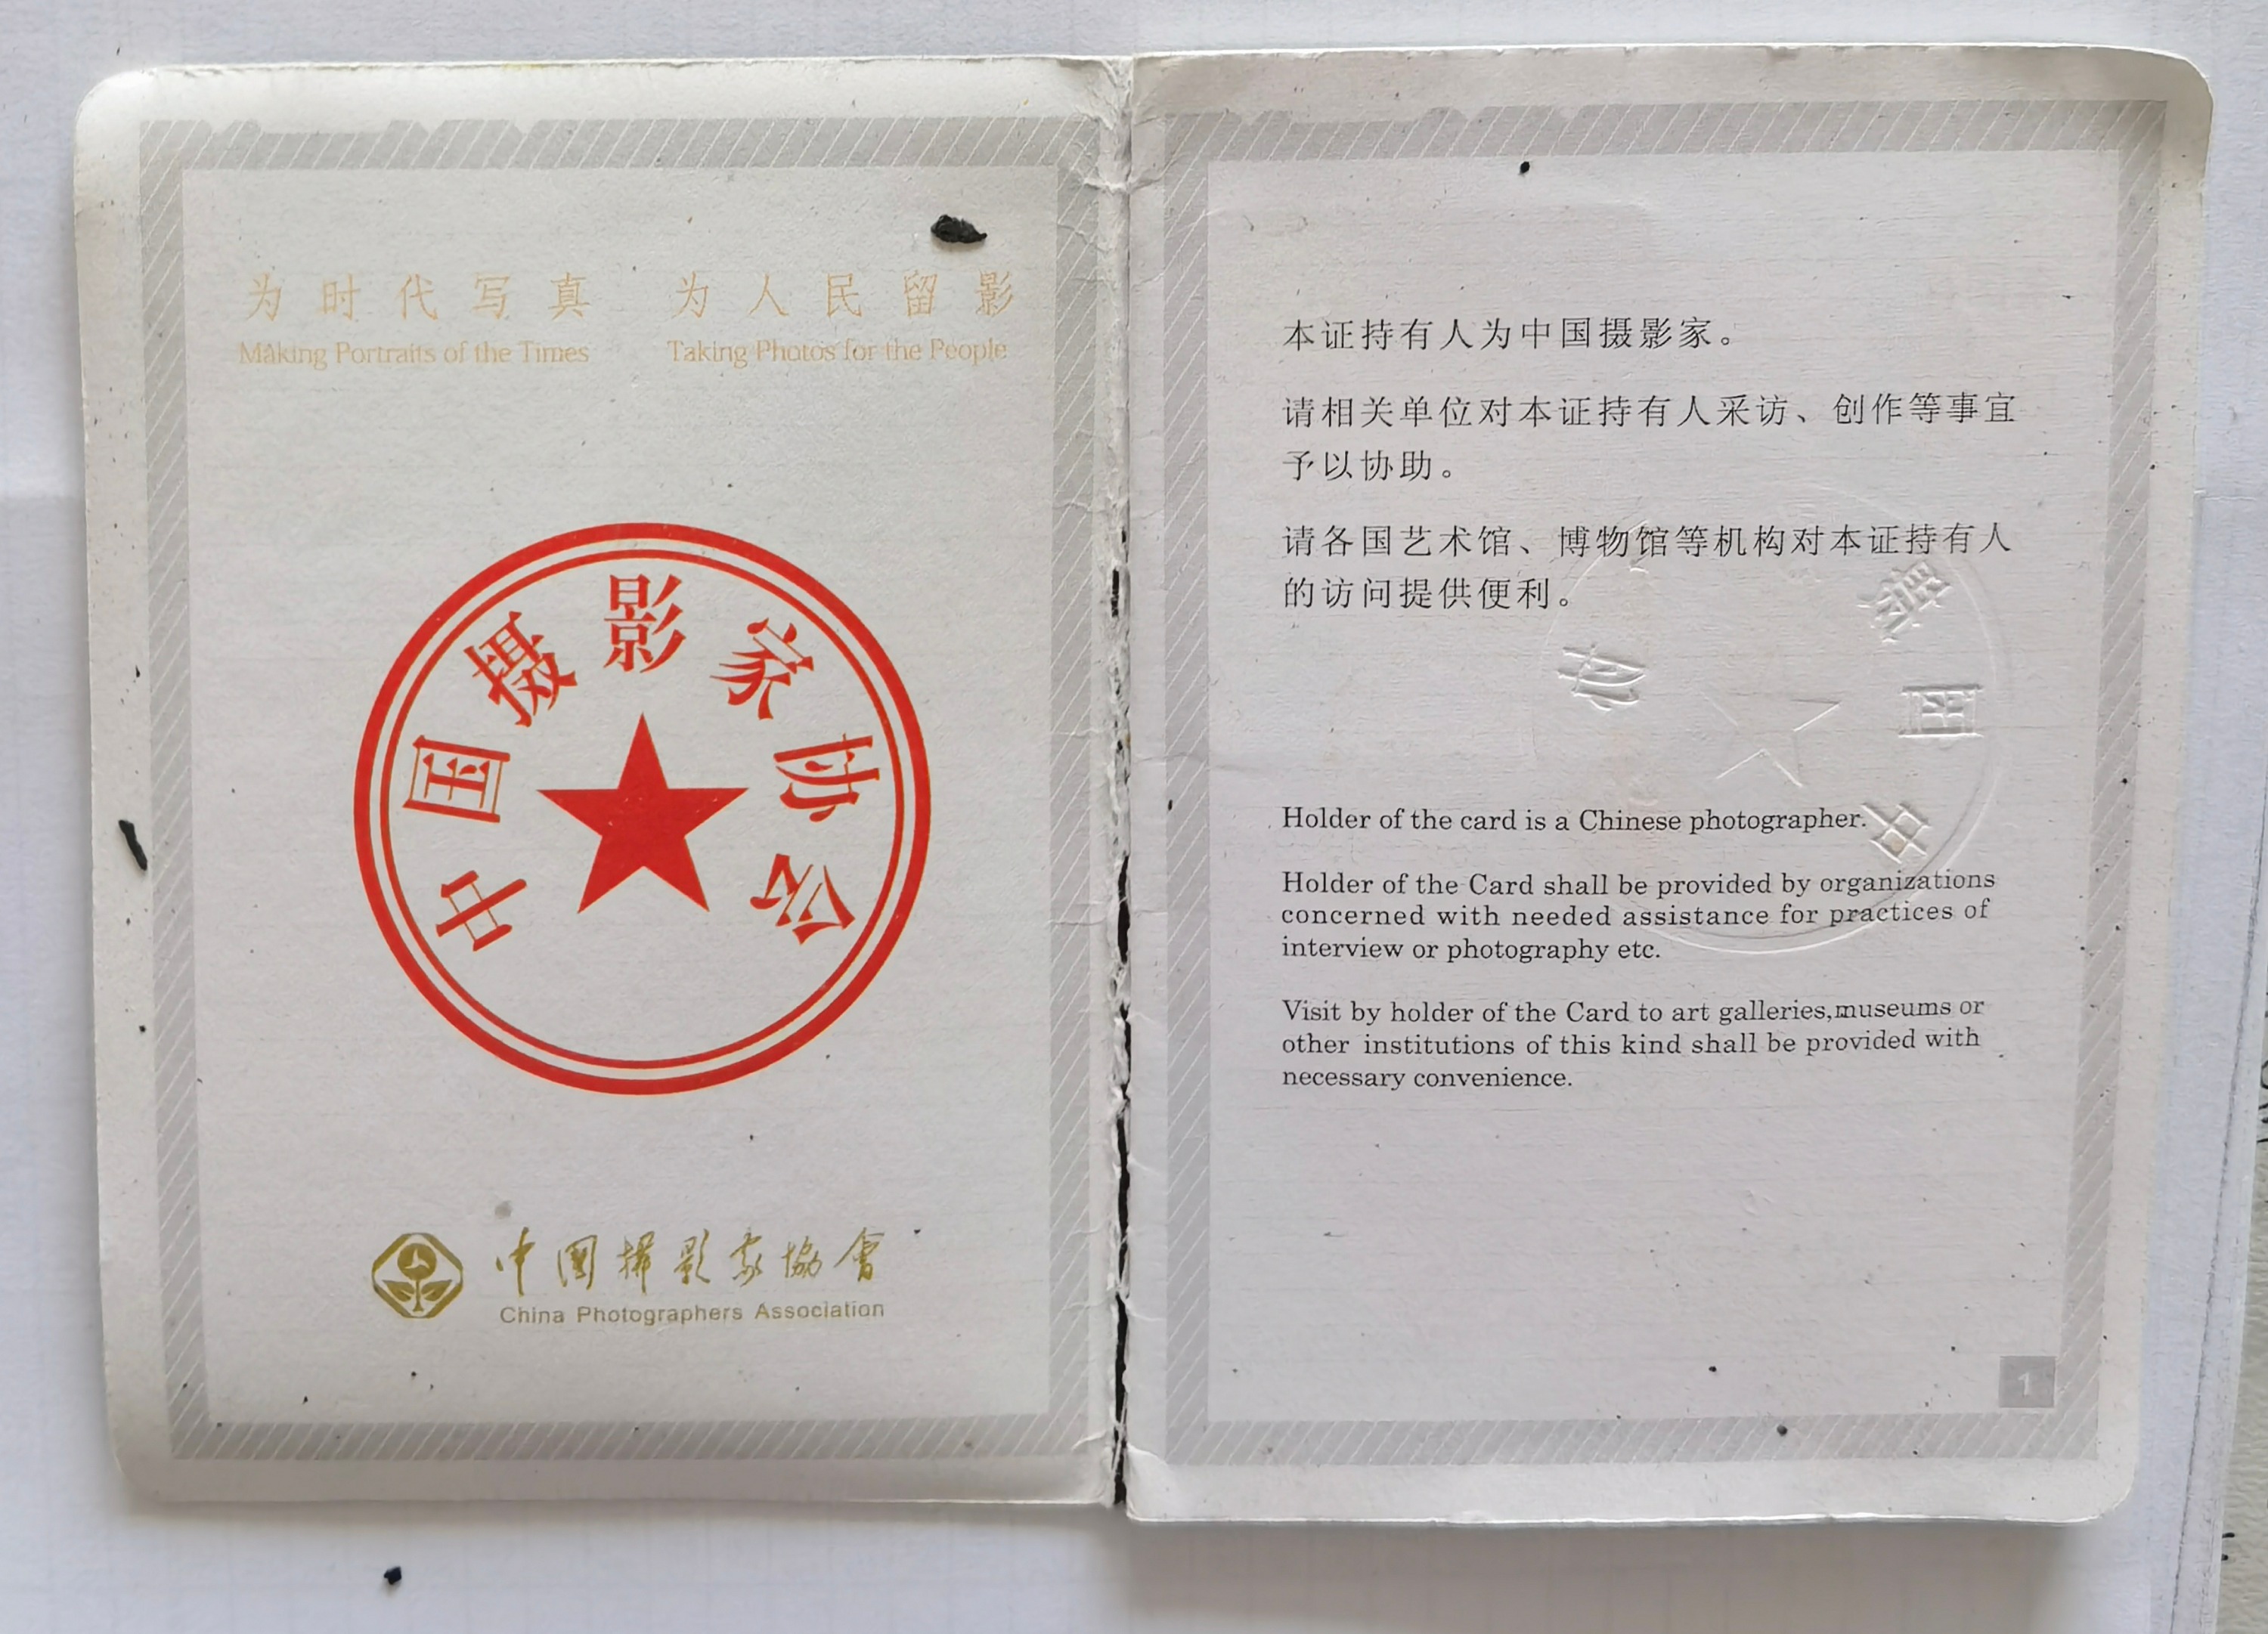 为时代写真 为人民留影
Making Portraits of the Times Taking Photos for the People
中国摄影家协会
中國攝影家協會
China Photographers Association
本证持有人为中国摄影家。
请相关单位对本证持有人采访、创作等事宜
予以协助。
请各国艺术馆、博物馆等机构对本证持有人
的访问提供便利。
Holder of the card is a Chinese photographer.
Holder of the Card shall be provided by organizations
concerned with needed assistance for practices of
interview or photography etc.
Visit by holder of the Card to art galleries,museums or
other institutions of this kind shall be provided with
necessary convenience.
1